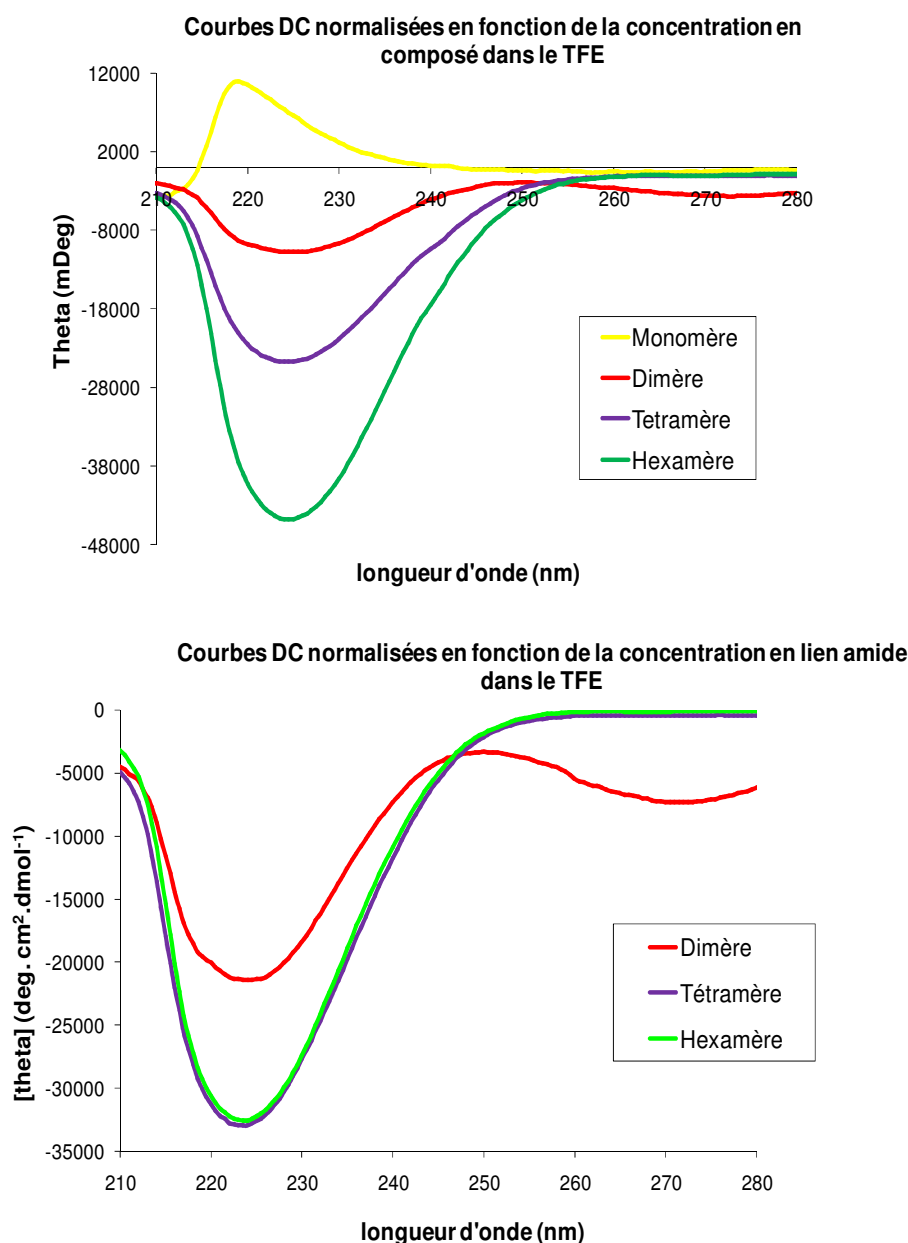 Courbes DC normalisées en fonction de la concentration en
composé dans le TFE
12000
2000
-8000
-18000
-28000
-38000
-48000
210 220 230 240 250 260 270 280
Theta (mDeg)
Monomère
Dimère
Tetramère
Hexamère
longueur d'onde (nm)
Courbes DC normalisées en fonction de la concentration en lien amide
dans le TFE
0
-5000
-10000
-15000
-20000
-25000
-30000
-35000
210 220 230 240 250 260 270 280
[theta] (deg. cm².dmol⁻¹)
Dimère
Tétramère
Hexamère
longueur d'onde (nm)